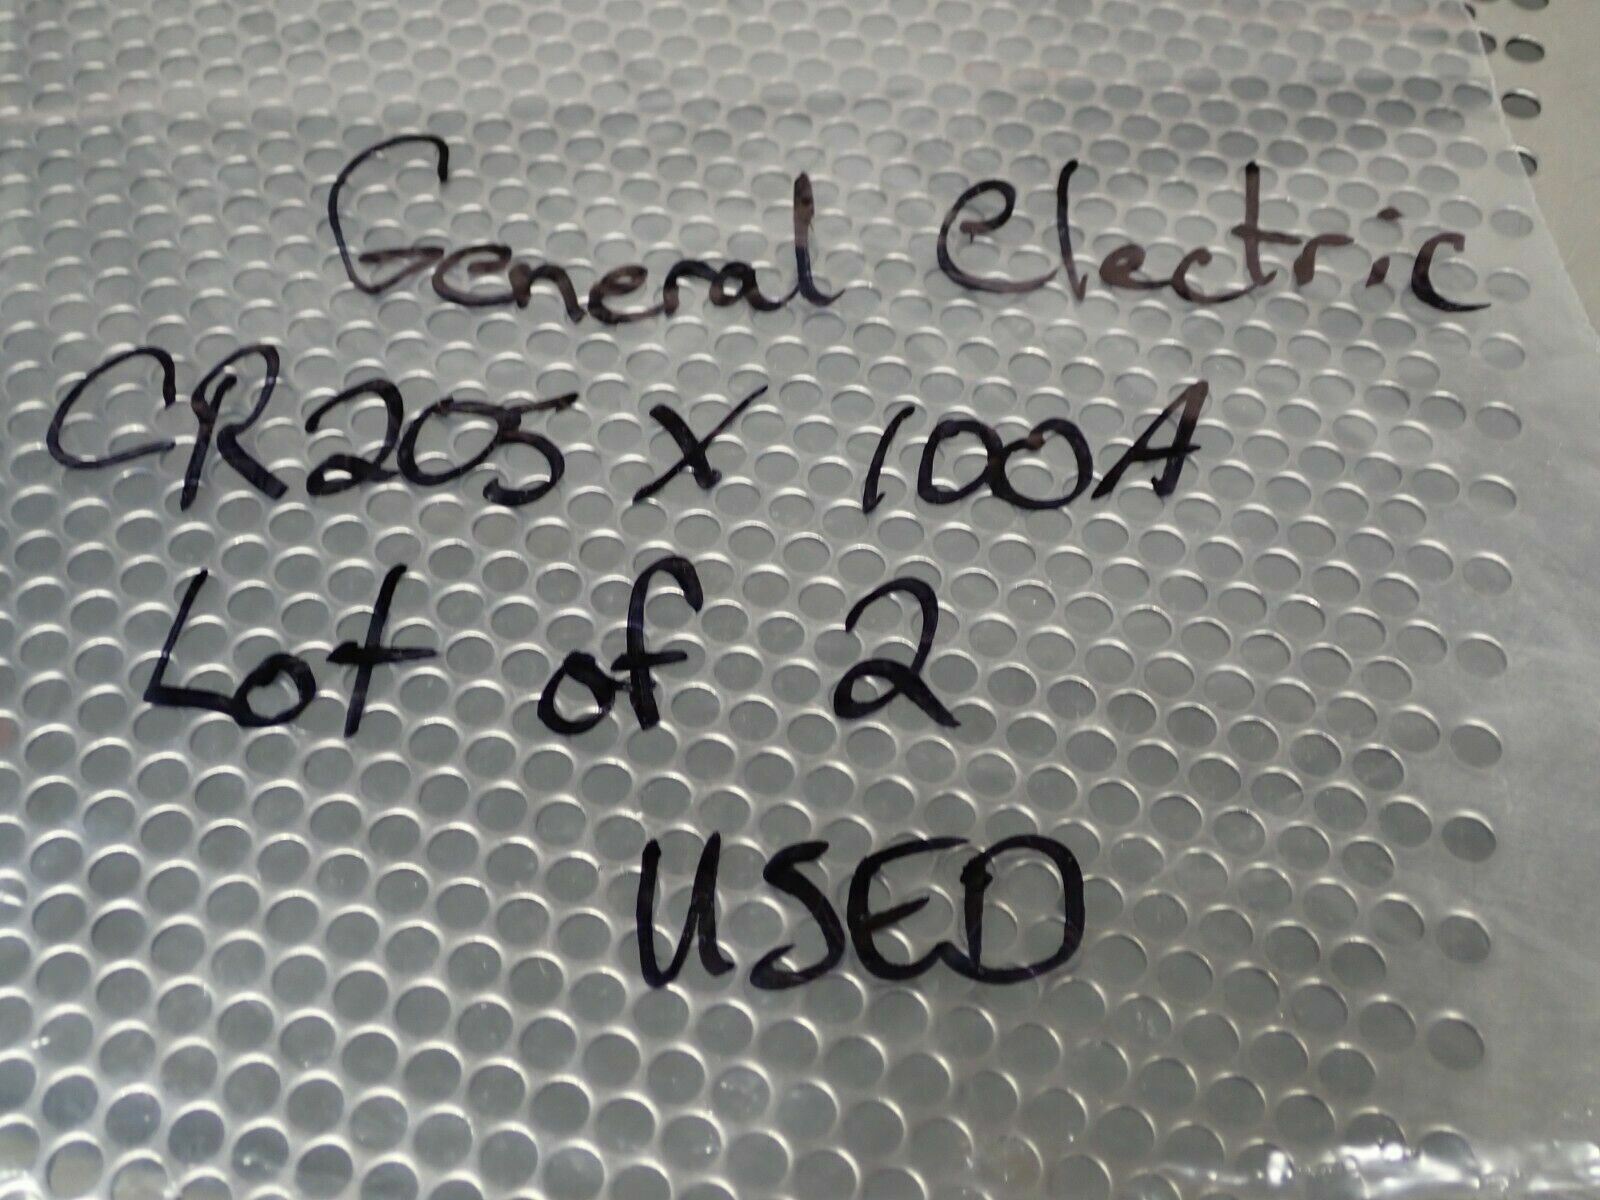 General Electric
CR205 X 100A
Lot of 2
USED